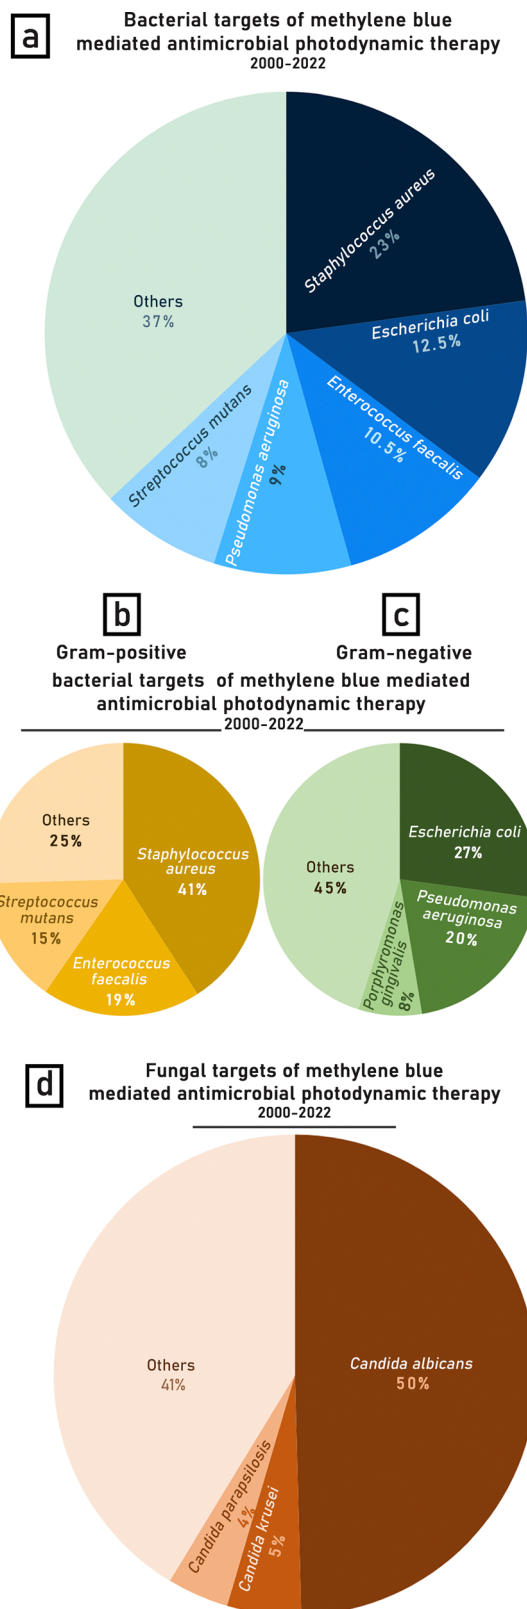 a
Bacterial targets of methylene blue
mediated antimicrobial photodynamic therapy
2000-2022
Staphylococcus aureus
23%
Escherichia coli
12.5%
Enterococcus faecalis
10.5%
Pseudomonas aeruginosa
9%
Streptococcus mutans
8%
Others
37%
b
Gram-positive
c
Gram-negative
bacterial targets of methylene blue mediated
antimicrobial photodynamic therapy
2000-2022
Staphylococcus
aureus
41%
Enterococcus
faecalis
19%
Streptococcus
mutans
15%
Others
25%
Escherichia coli
27%
Pseudomonas
aeruginosa
20%
Porphyromonas
gingivalis
8%
Others
45%
d
Fungal targets of methylene blue
mediated antimicrobial photodynamic therapy
2000-2022
Candida albicans
50%
Candida krusei
5%
Candida parapsilosis
4%
Others
41%